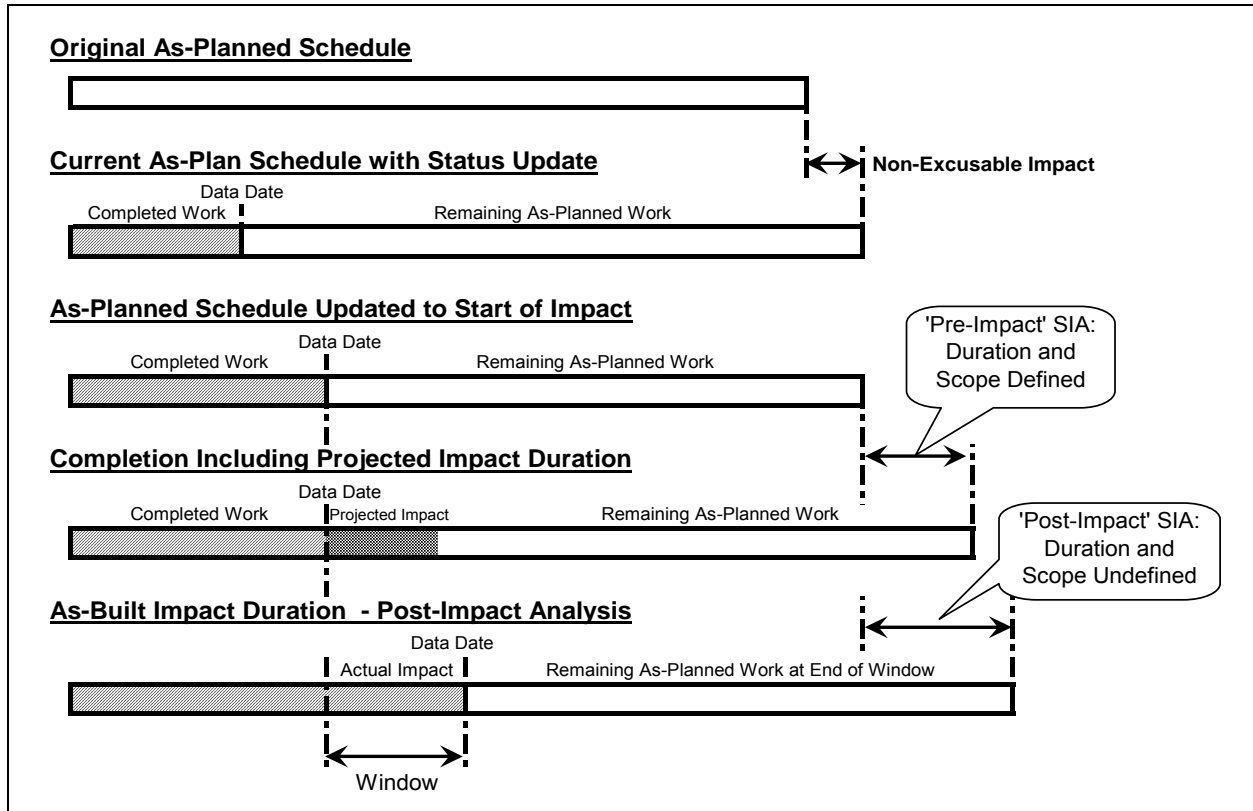 Original As-Planned Schedule
Current As-Plan Schedule with Status Update
Non-Excusable Impact
Data Date
Completed Work
Remaining As-Planned Work
As-Planned Schedule Updated to Start of Impact
Data Date
Completed Work
Remaining As-Planned Work
'Pre-Impact' SIA:
Duration and
Scope Defined
Completion Including Projected Impact Duration
Data Date
Completed Work
Projected Impact
Remaining As-Planned Work
'Post-Impact' SIA:
Duration and
Scope Undefined
As-Built Impact Duration - Post-Impact Analysis
Data Date
Actual Impact
Remaining As-Planned Work at End of Window
Window